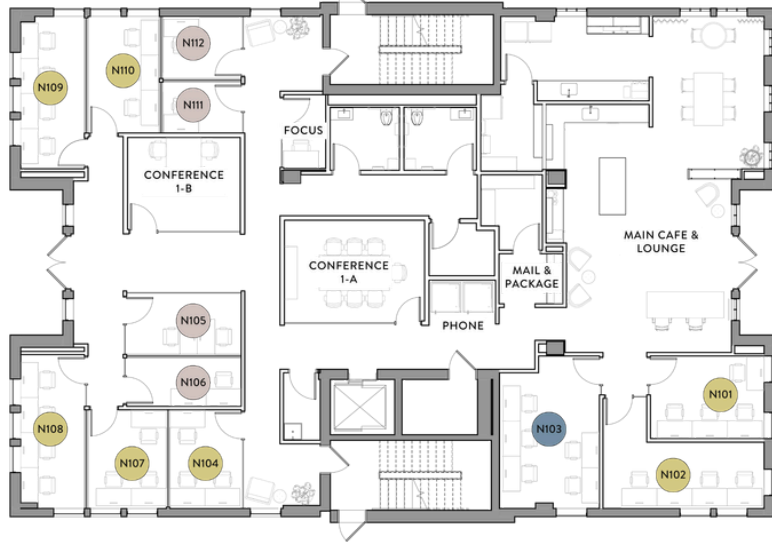 N112
N110
N109
N111
FOCUS
CONFERENCE
1-B
MAIN CAFE &
LOUNGE
CONFERENCE
1-A
MAIL &
PACKAGE
N105
PHONE
N106
N101
N108
N103
N107
N104
N102